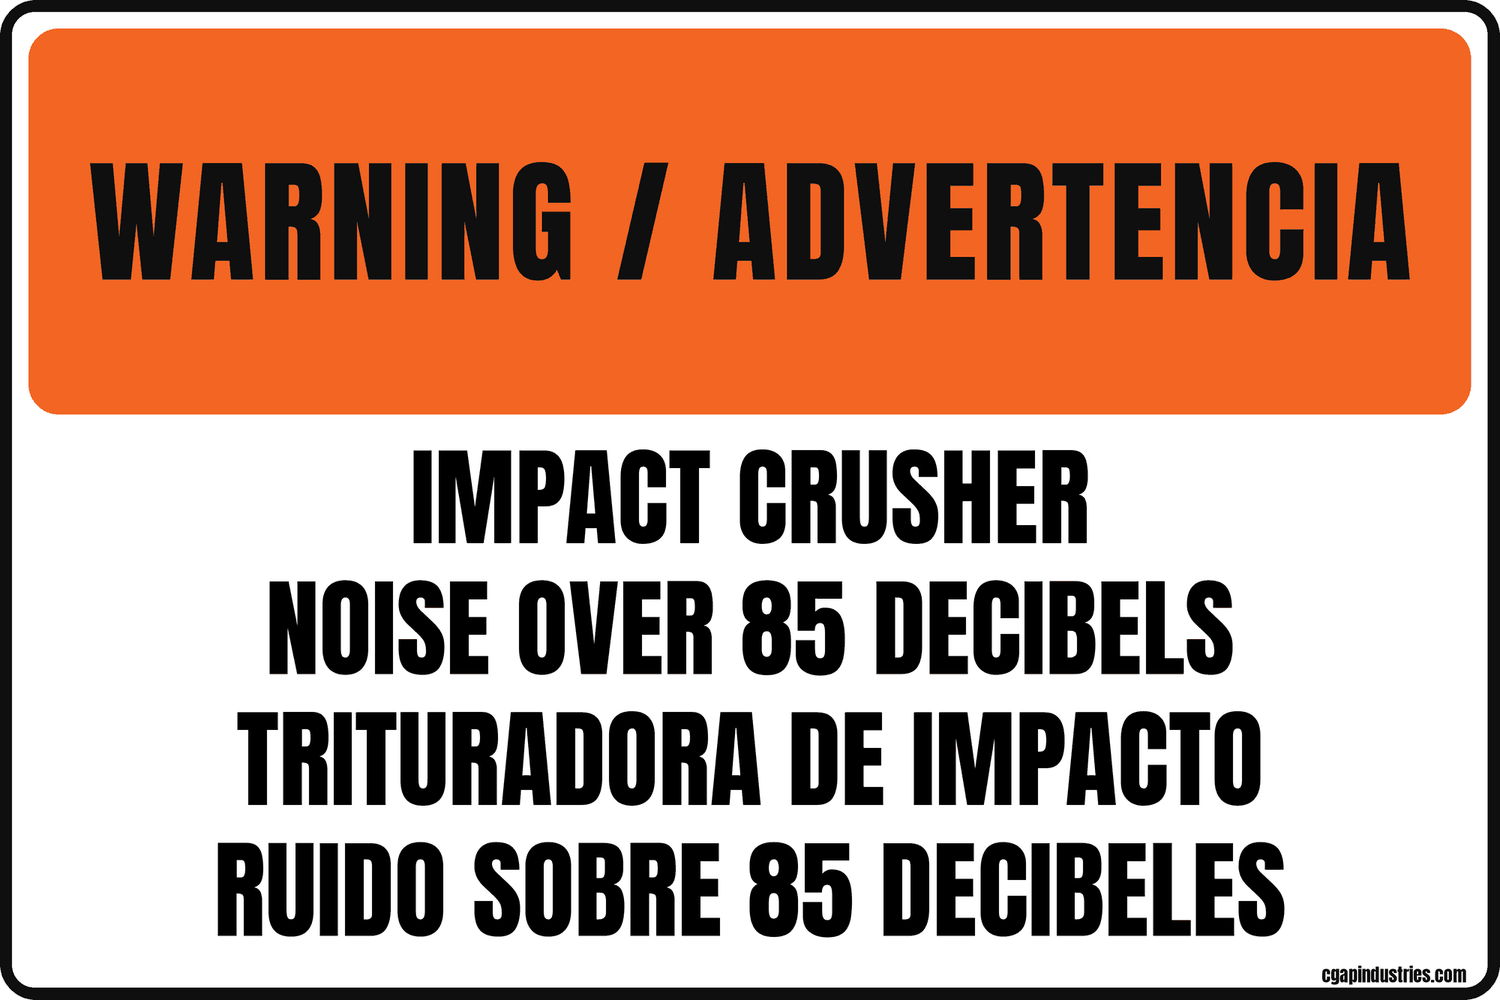 WARNING / ADVERTENCIA
IMPACT CRUSHER
NOISE OVER 85 DECIBELS
TRITURADORA DE IMPACTO
RUIDO SOBRE 85 DECIBELES
cgapindustries.com